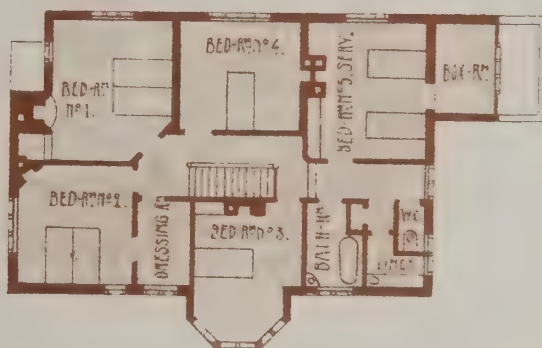 BED-RM Nº 4.
BED-RM
Nº 1.
BED-RM Nº 5. SERV.
BOX-RM
BED-RM Nº 2.
DRESSING RM
BED-RM Nº 3.
BATH-RM
W.C.
LINEN